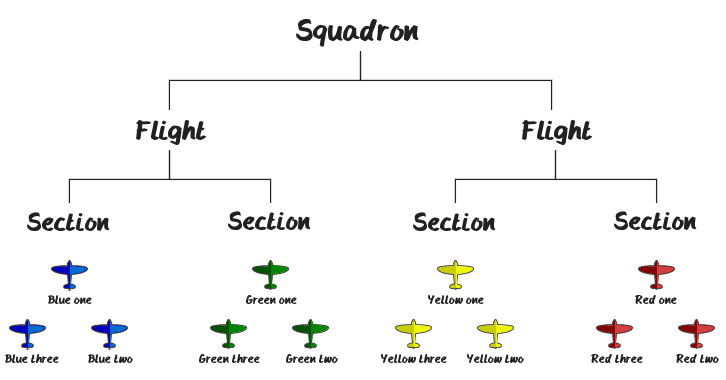 Squadron
Flight
Flight
Section
Section
Section
Section
Blue one
Green one
Yellow one
Red one
Blue three
Blue two
Green three
Green two
Yellow three
Yellow two
Red three
Red two